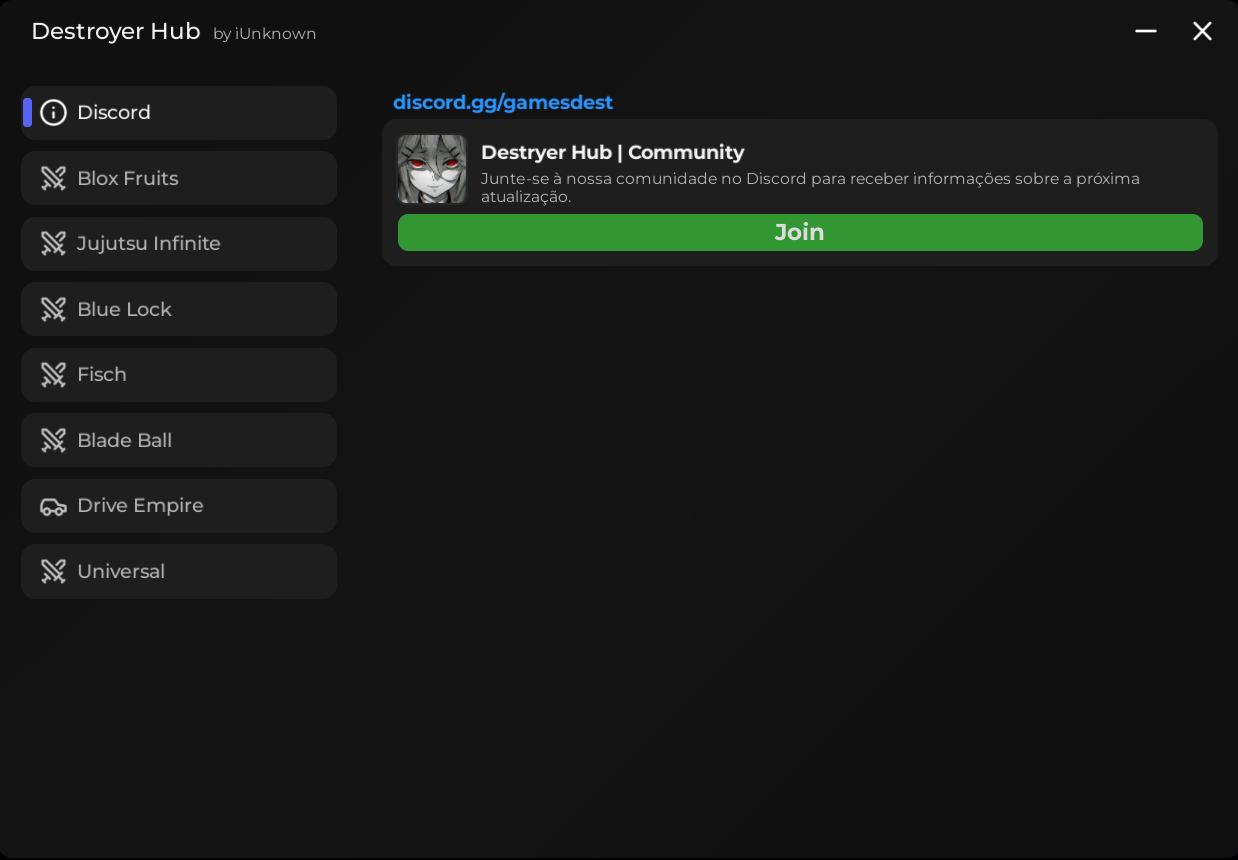 Destroyer Hub by iUnknown
Discord
Blox Fruits
Jujutsu Infinite
Blue Lock
Fisch
Blade Ball
Drive Empire
Universal
discord.gg/gamesdest
Destryer Hub | Community
Junte-se à nossa comunidade no Discord para receber informações sobre a próxima
atualização.
Join